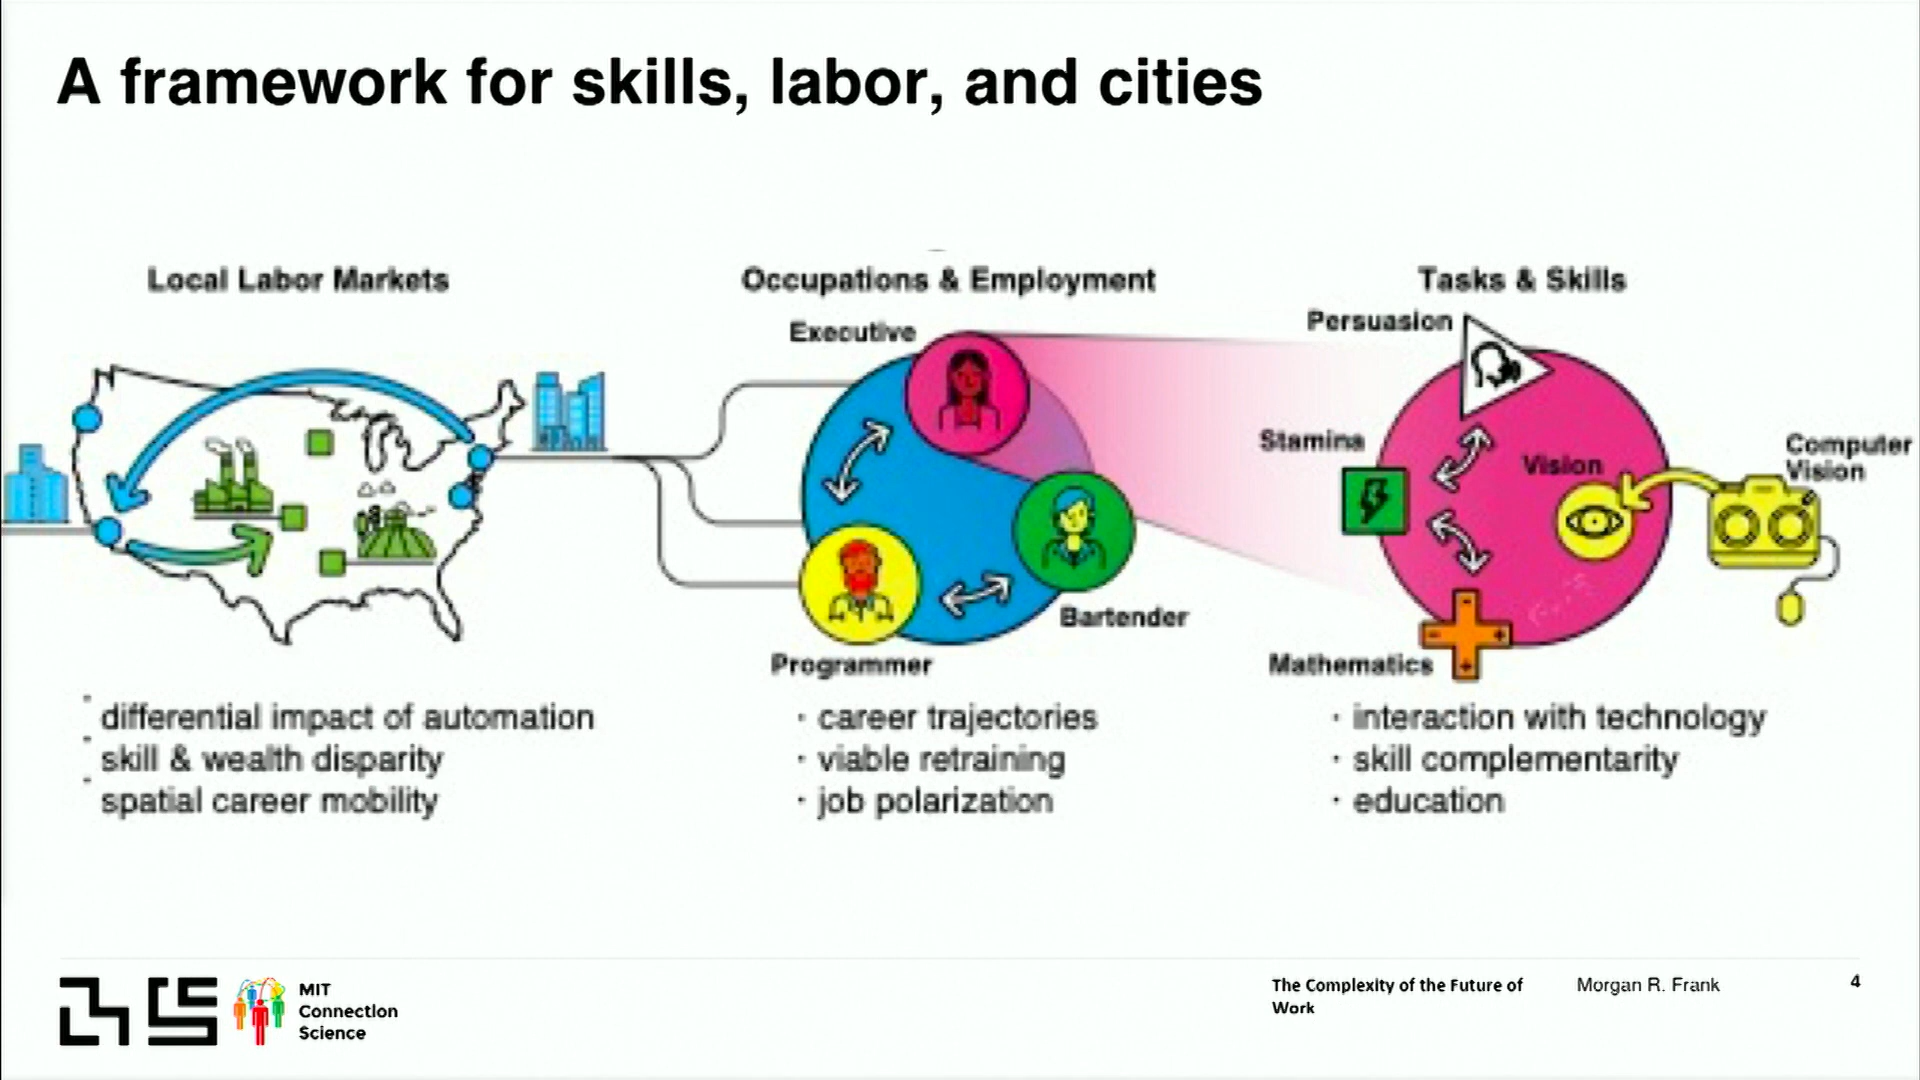 A framework for skills, labor, and cities
Local Labor Markets
Occupations & Employment
Tasks & Skills
Executive
Programmer
Bartender
Persuasion
Stamina
Vision
Computer
Vision
Mathematics
differential impact of automation
skill & wealth disparity
spatial career mobility
· career trajectories
· viable retraining
· job polarization
· interaction with technology
· skill complementarity
· education
MIT
Connection
Science
The Complexity of the Future of
Work
Morgan R. Frank
4